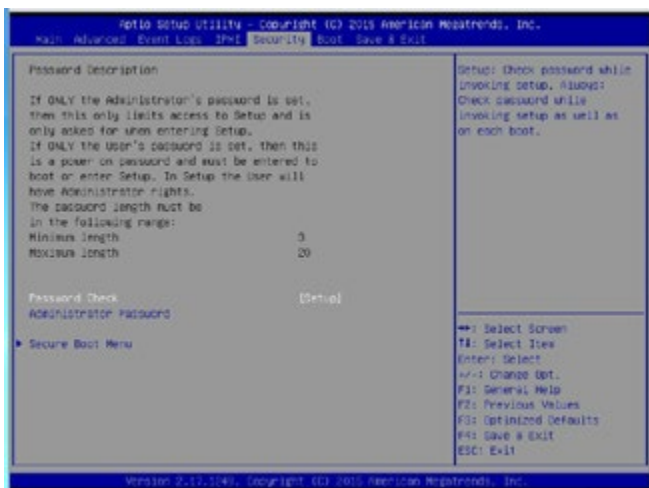 Aptio Setup Utility - Copyright (C) 2015 American Megatrends, Inc.
Main Advanced Event Logs IPMI Security Boot Save & Exit
Password Description
If ONLY the Administrator's password is set,
then this only limits access to Setup and is
only asked for when entering Setup.
If ONLY the User's password is set, then this
is a power on password and must be entered to
boot or enter Setup. In Setup the User will
have Administrator rights.
The password length must be
in the following range:
Minimum length 3
Maximum length 20
Password Check [Setup]
Administrator Password
Secure Boot Menu
Setup: Check password while
invoking setup. Always:
Check password while
invoking setup as well as
on each boot.
: Select Screen
: Select Item
Enter: Select
+/-: Change Opt.
F1: General Help
F2: Previous Values
F3: Optimized Defaults
F4: Save & Exit
ESC: Exit
Copyright (C) 2015 American Megatrends, Inc.